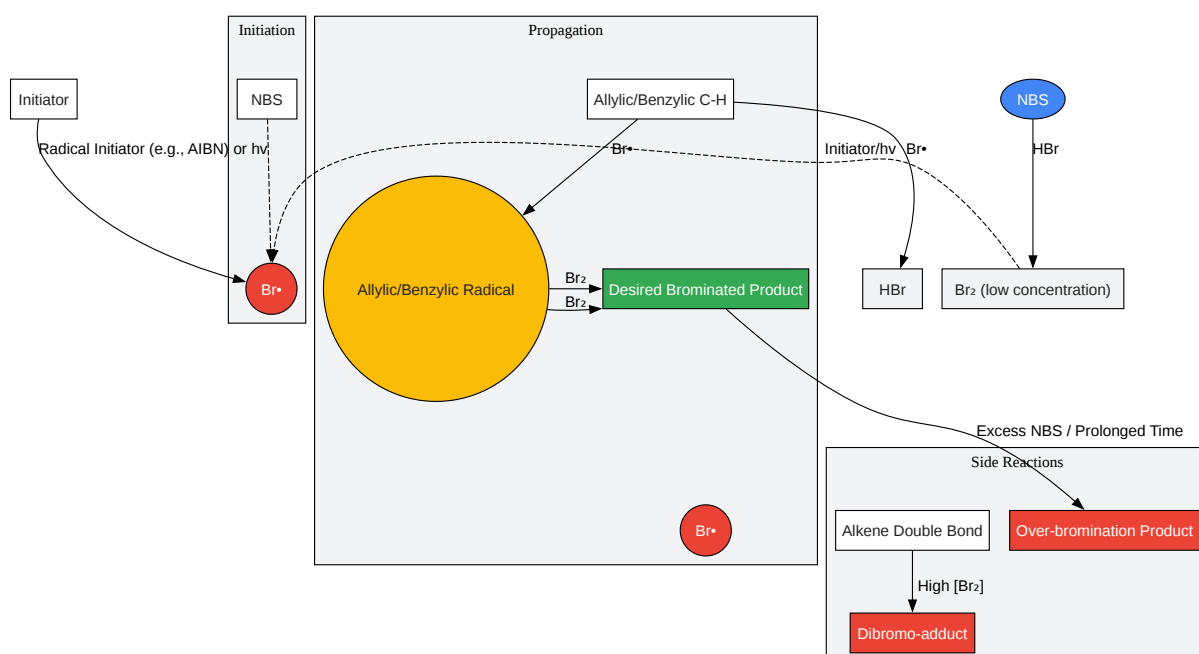 Initiation
Propagation
Initiator
NBS
Allylic/Benzylic C-H
NBS
Radical Initiator (e.g., AIBN) or hv
Br•
Initiator/hv
Br•
HBr
Br•
Allylic/Benzylic Radical
Br₂
Br₂
Desired Brominated Product
HBr
Br₂ (low concentration)
Excess NBS / Prolonged Time
Side Reactions
Br•
Alkene Double Bond
Over-bromination Product
High [Br₂]
Dibromo-adduct